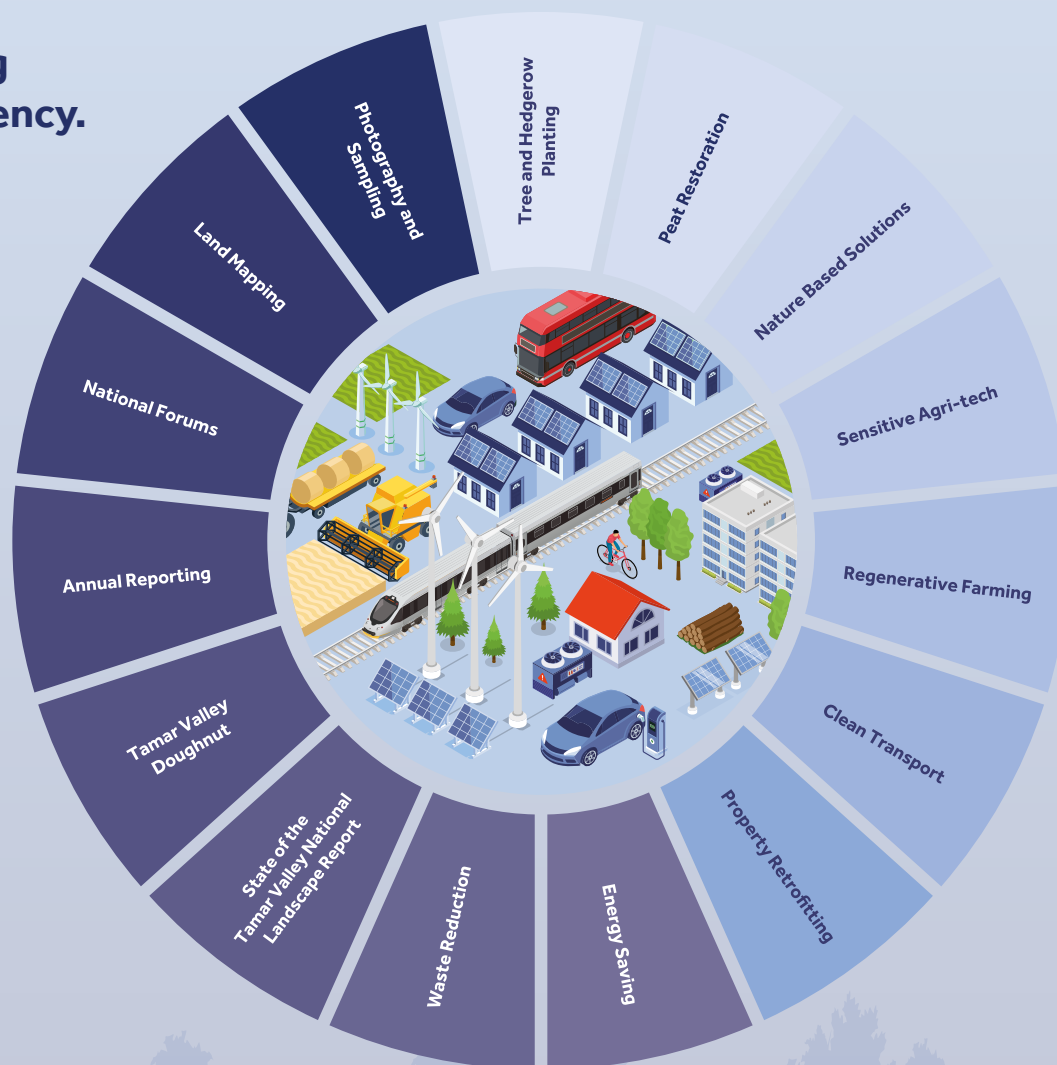 g
ency.
Tree and Hedgerow
Planting
Peat Restoration
Nature Based Solutions
Sensitive Agri-tech
Regenerative Farming
Clean Transport
Property Retrofitting
Energy Saving
Waste Reduction
State of the
Tamar Valley National
Landscape Report
Tamar Valley
Doughnut
Annual Reporting
National Forums
Land Mapping
Photography and
Sampling